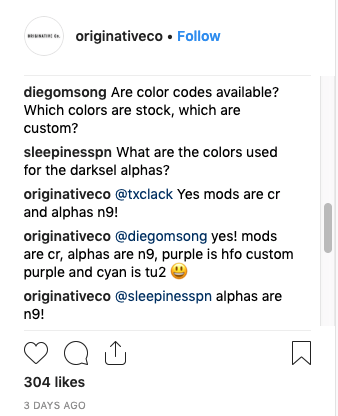 ORIGINATIVE CO.
originativeco • Follow
diegomsong Are color codes available?
Which colors are stock, which are
custom?
sleepinesspn What are the colors used
for the darksel alphas?
originativeco @txclack Yes mods are cr
and alphas n9!
originativeco @diegomsong yes! mods
are cr, alphas are n9, purple is hfo custom
purple and cyan is tu2 😃
originativeco @sleepinesspn alphas are
n9!
304 likes
3 DAYS AGO